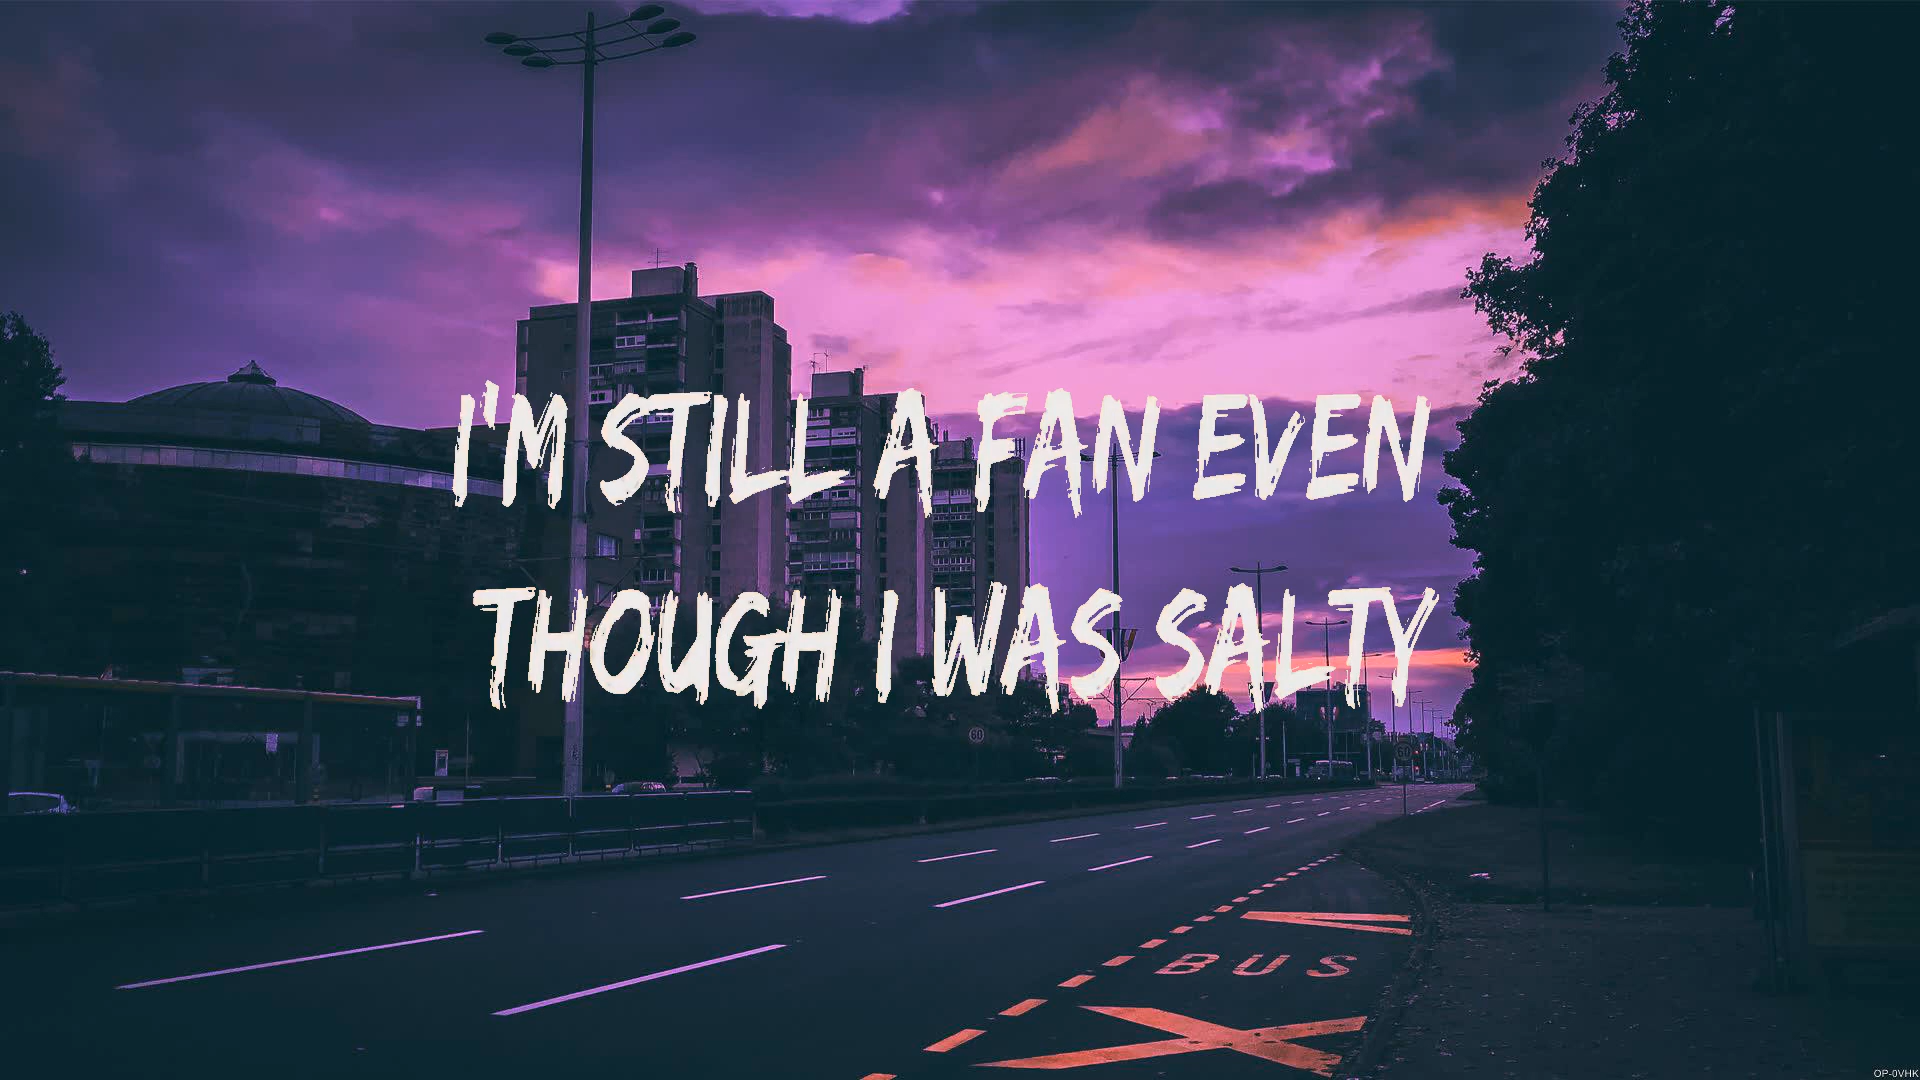 I'M STILL A FAN EVEN
THOUGH I WAS SALTY
60
60
BUS
OP-0VHK